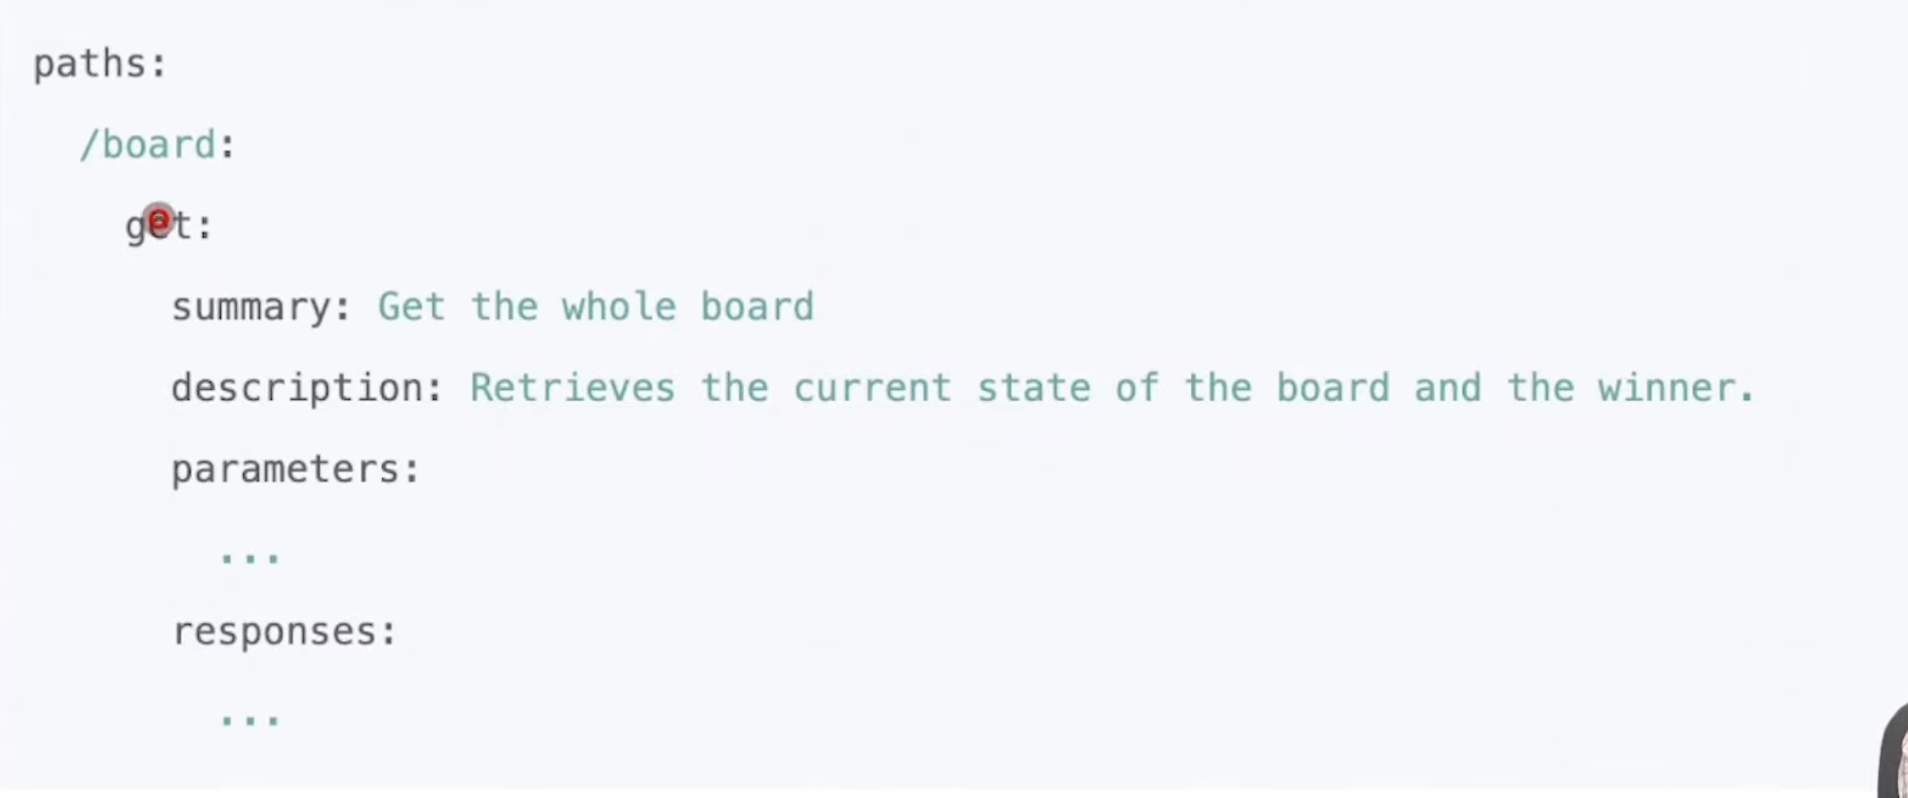 paths:
/board:
get:
summary: Get the whole board
description: Retrieves the current state of the board and the winner.
parameters:
...
responses:
...